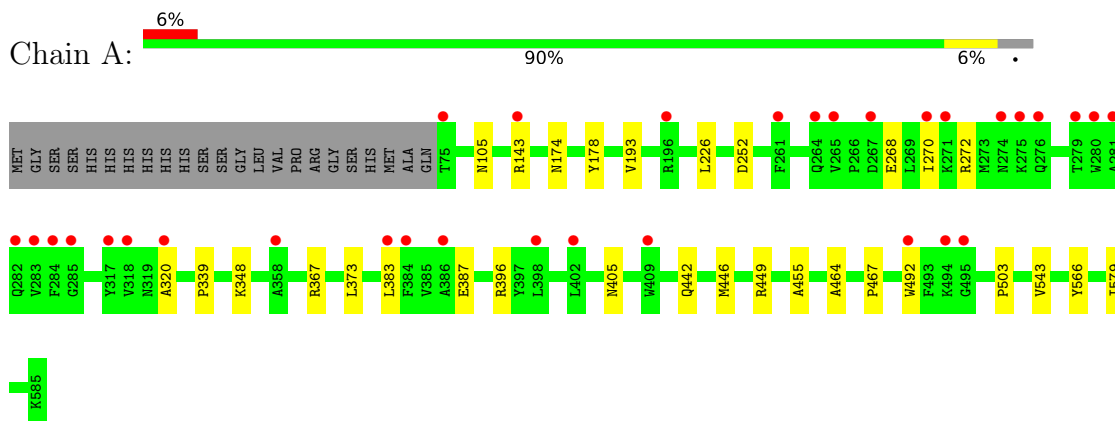 6%
Chain A:
90% 6% •
MET GLY SER SER HIS HIS HIS HIS HIS HIS SER SER GLY LEU VAL PRO ARG GLY SER HIS MET ALA GLN T75 N105 R143 N174 Y178 V193 R196 L226 D252 F261 Q264 V265 P266 D267 E268 L269 I270 K271 R272 M273 N274 K275 Q276 T279 W280 A281
Q282 V283 F284 G285 Y317 V318 N319 A320 P339 K348 A358 R367 L373 L383 F384 V385 A386 E387 R396 Y397 L398 L402 N405 W409 Q442 M446 R449 A455 A464 P467 W492 F493 K494 G495 P503 V543 Y566 I579
K585